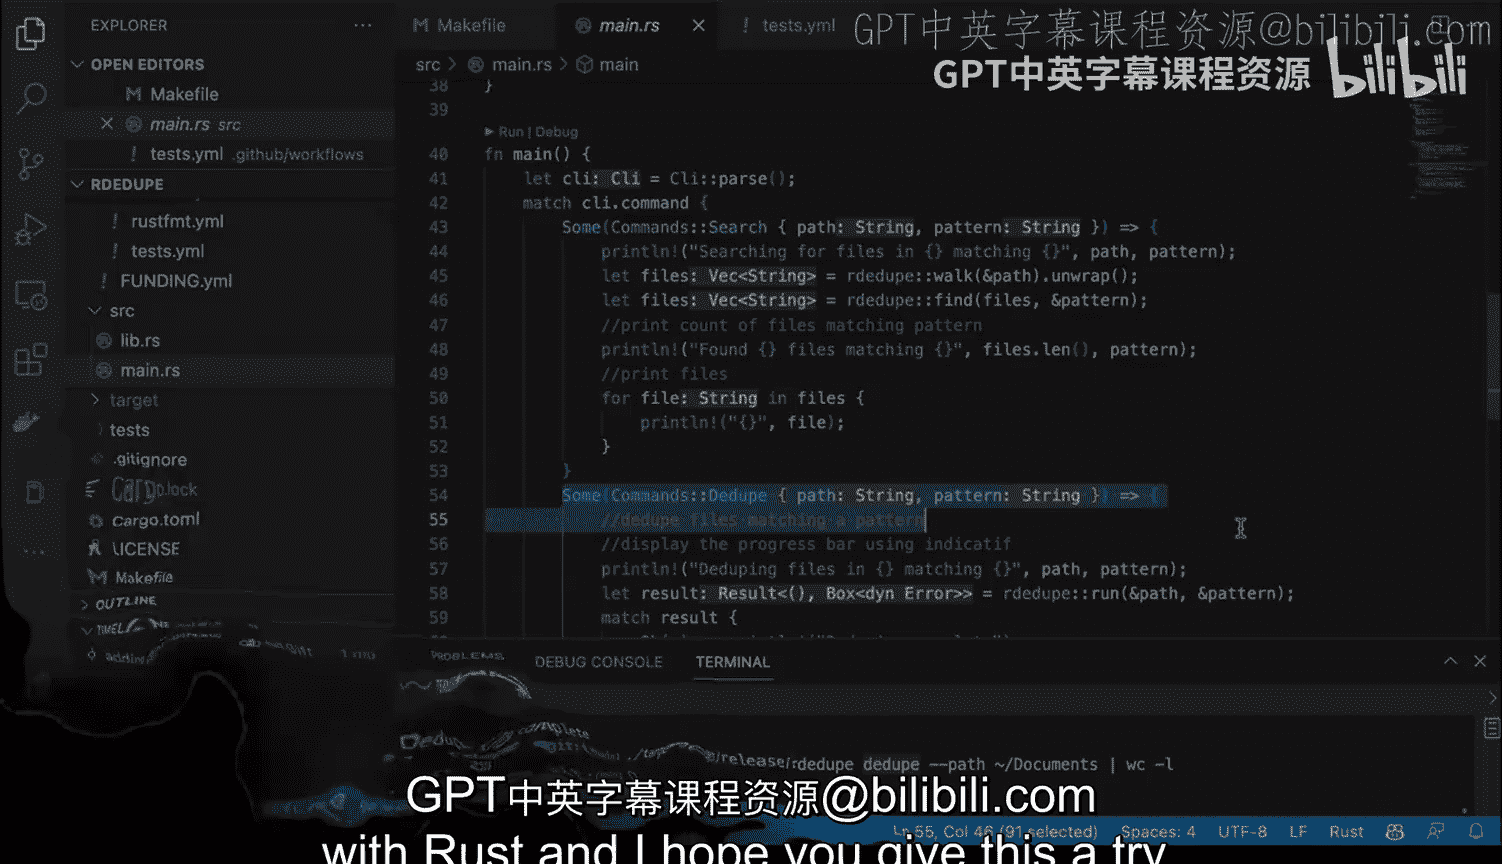 EXPLORER
OPEN EDITORS
Makefile
main.rs src
tests.yml .github/workflows
RDEDUPE
rustfmt.yml
tests.yml
FUNDING.yml
src
lib.rs
main.rs
target
tests
.gitignore
Cargo.lock
Cargo.toml
LICENSE
Makefile
OUTLINE
Makefile
main.rs
tests.yml
GPT中英字幕课程资源@bilibili.com
GPT中英字幕课程资源 bilibili
src > main.rs > main
38 }
39
Run | Debug
40 fn main() {
41 let cli: Cli = Cli::parse();
42 match cli.command {
43 Some(Commands::Search { path: String, pattern: String }) => {
44 println!("Searching for files in {} matching {}", path, pattern);
45 let files: Vec<String> = rdedupe::walk(&path).unwrap();
46 let files: Vec<String> = rdedupe::find(files, &pattern);
47 //print count of files matching pattern
48 println!("Found {} files matching {}", files.len(), pattern);
49 //print files
50 for file: String in files {
51 println!("{}", file);
52 }
53 }
54 Some(Commands::Dedupe { path: String, pattern: String }) => {
55 //dedupe files matching a pattern
56 //display the progress bar using indicatif
57 println!("Deduping files in {} matching {}", path, pattern);
58 let result: Result<(), Box<dyn Error>> = rdedupe::run(&path, &pattern);
59 match result {
PROBLEMS DEBUG CONSOLE TERMINAL
/release/rdedupe dedupe --path ~/Documents | wc -l
GPT中英字幕课程资源@bilibili.com
Ln 55, Col 46 (91 selected) Spaces: 4 UTF-8 LF Rust
with Rust and I hope you give this a try